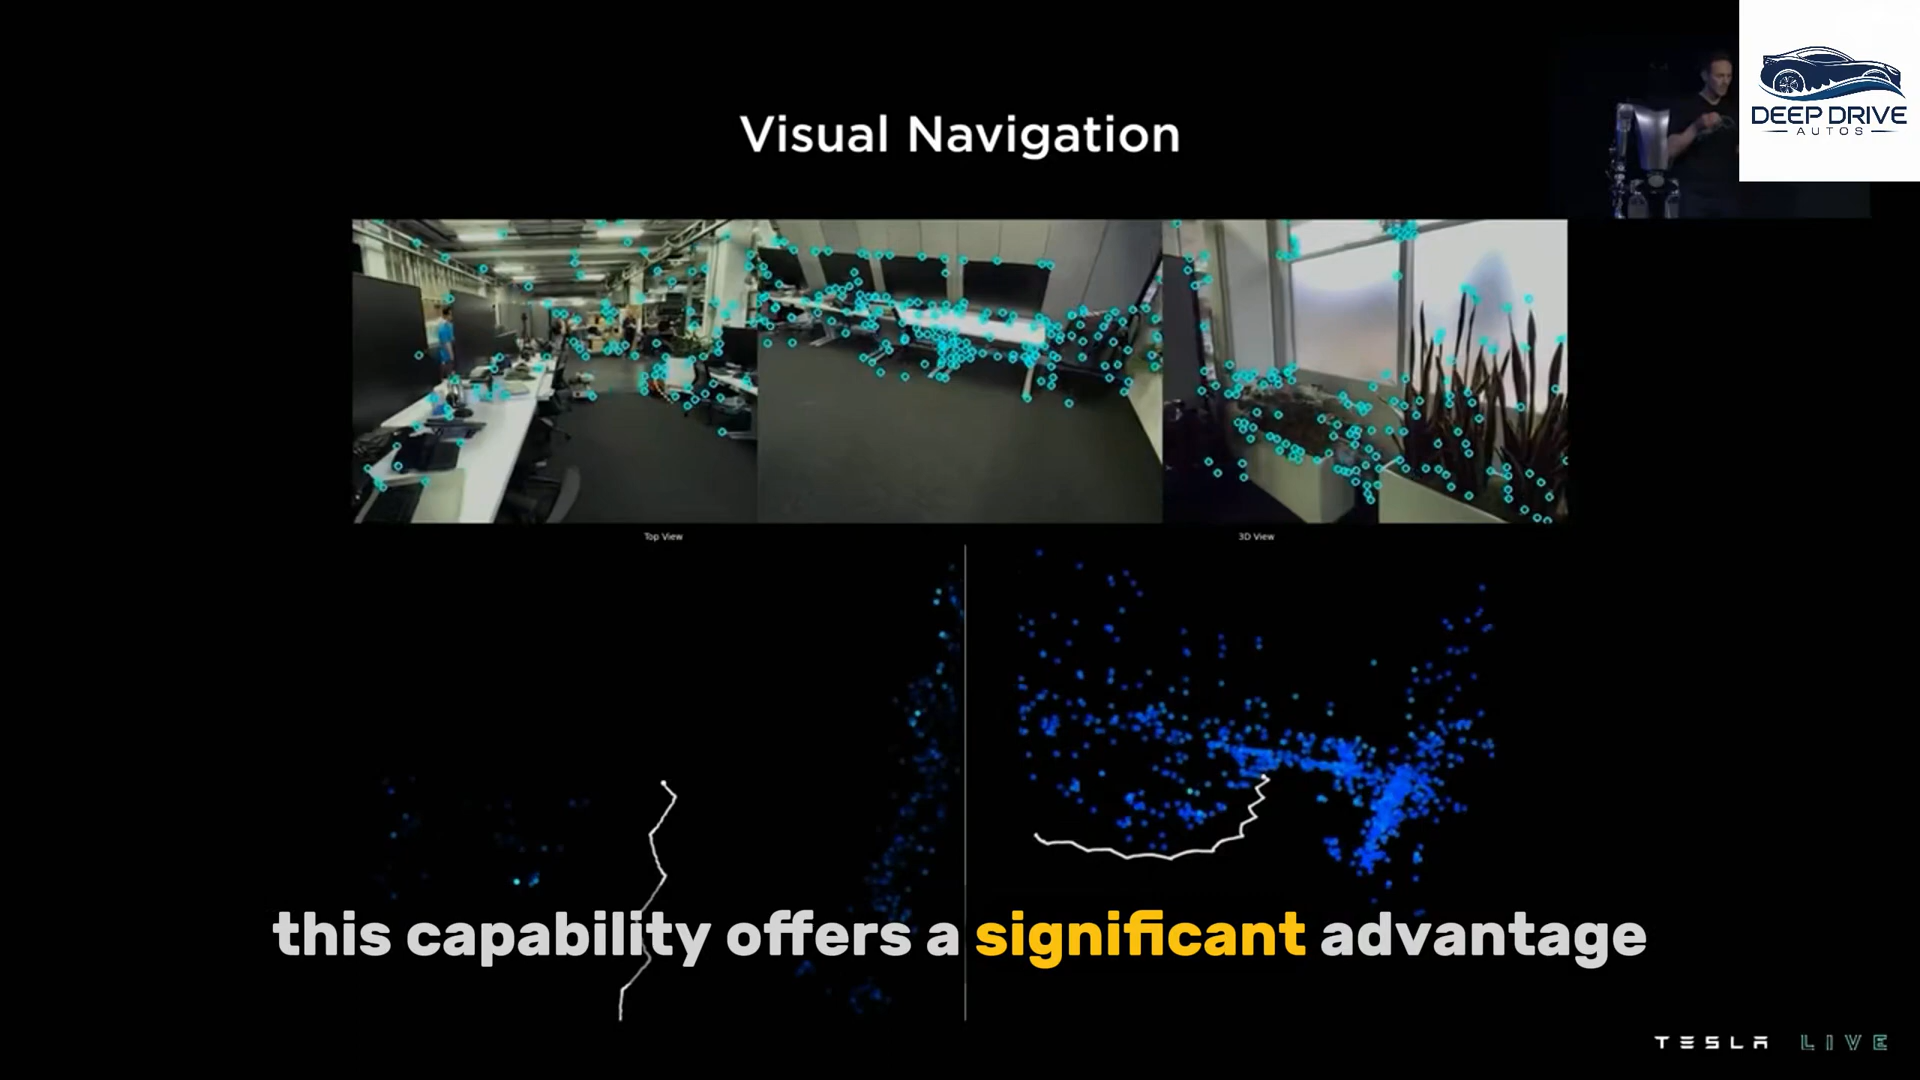 Visual Navigation
DEEP DRIVE
AUTOS
Top View
3D View
this capability offers a significant advantage
TESLA LIVE